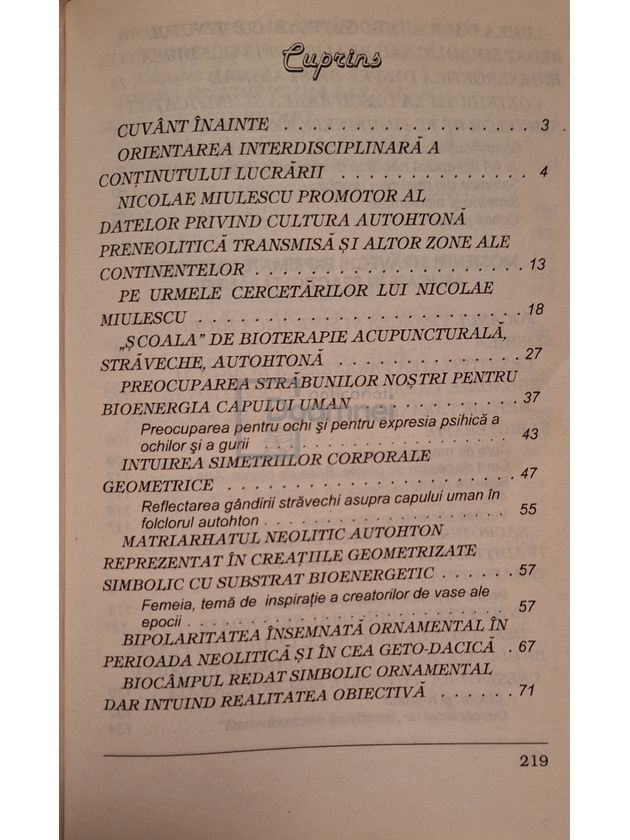 Cuprins
CUVÂNT ÎNAINTE . . . . . . . . . . . . . . . . . . . . 3
ORIENTAREA INTERDISCIPLINARĂ A
CONȚINUTULUI LUCRĂRII . . . . . . . . . . . . . . 4
NICOLAE MIULESCU PROMOTOR AL
DATELOR PRIVIND CULTURA AUTOHTONĂ
PRENEOLITICĂ TRANSMISĂ ȘI ALTOR ZONE ALE
CONTINENTELOR . . . . . . . . . . . . . . . . . . . . 13
PE URMELE CERCETĂRILOR LUI NICOLAE
MIULESCU . . . . . . . . . . . . . . . . . . . . . . . . 18
„ȘCOALA” DE BIOTERAPIE ACUPUNCTURALĂ,
STRĂVECHE, AUTOHTONĂ . . . . . . . . . . . . . . 27
PREOCUPAREA STRĂBUNILOR NOȘTRI PENTRU
BIOENERGIA CAPULUI UMAN . . . . . . . . . . . . 37
Preocuparea pentru ochi și pentru expresia psihică a
ochilor și a gurii . . . . . . . . . . . . . . . . . . . . 43
INTUIREA SIMETRIILOR CORPORALE
GEOMETRICE . . . . . . . . . . . . . . . . . . . . . . 47
Reflectarea gândirii străvechi asupra capului uman în
folclorul autohton . . . . . . . . . . . . . . . . . . . 55
MATRIARHATUL NEOLITIC AUTOHTON
REPREZENTAT ÎN CREAȚIILE GEOMETRIZATE
SIMBOLIC CU SUBSTRAT BIOENERGETIC . . . . . . 57
Femeia, temă de inspirație a creatorilor de vase ale
epocii . . . . . . . . . . . . . . . . . . . . . . . . . . 57
BIPOLARITATEA ÎNSEMNATĂ ORNAMENTAL ÎN
PERIOADA NEOLITICĂ ȘI ÎN CEA GETO-DACICĂ . 67
BIOCÂMPUL REDAT SIMBOLIC ORNAMENTAL
DAR INTUIND REALITATEA OBIECTIVĂ . . . . . . 71
219